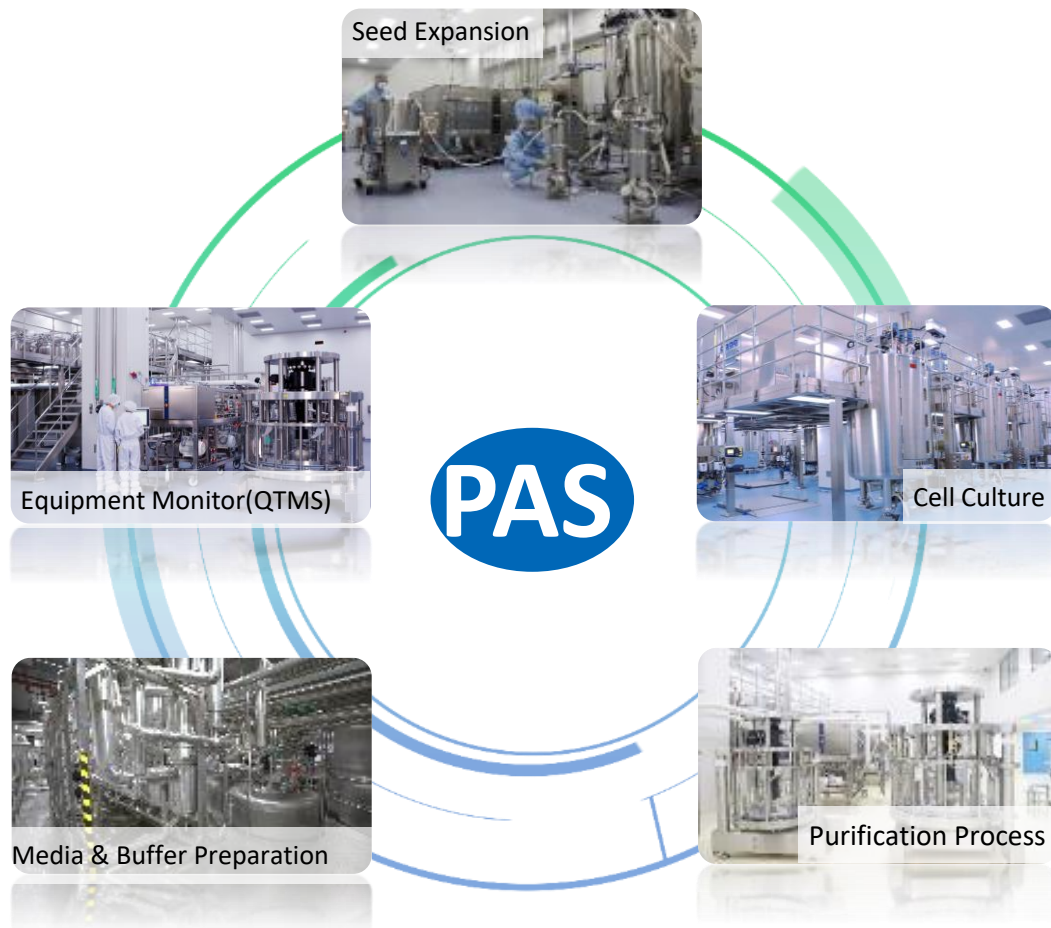 Seed Expansion
Equipment Monitor(QTMS)
PAS
Cell Culture
Media & Buffer Preparation
Purification Process